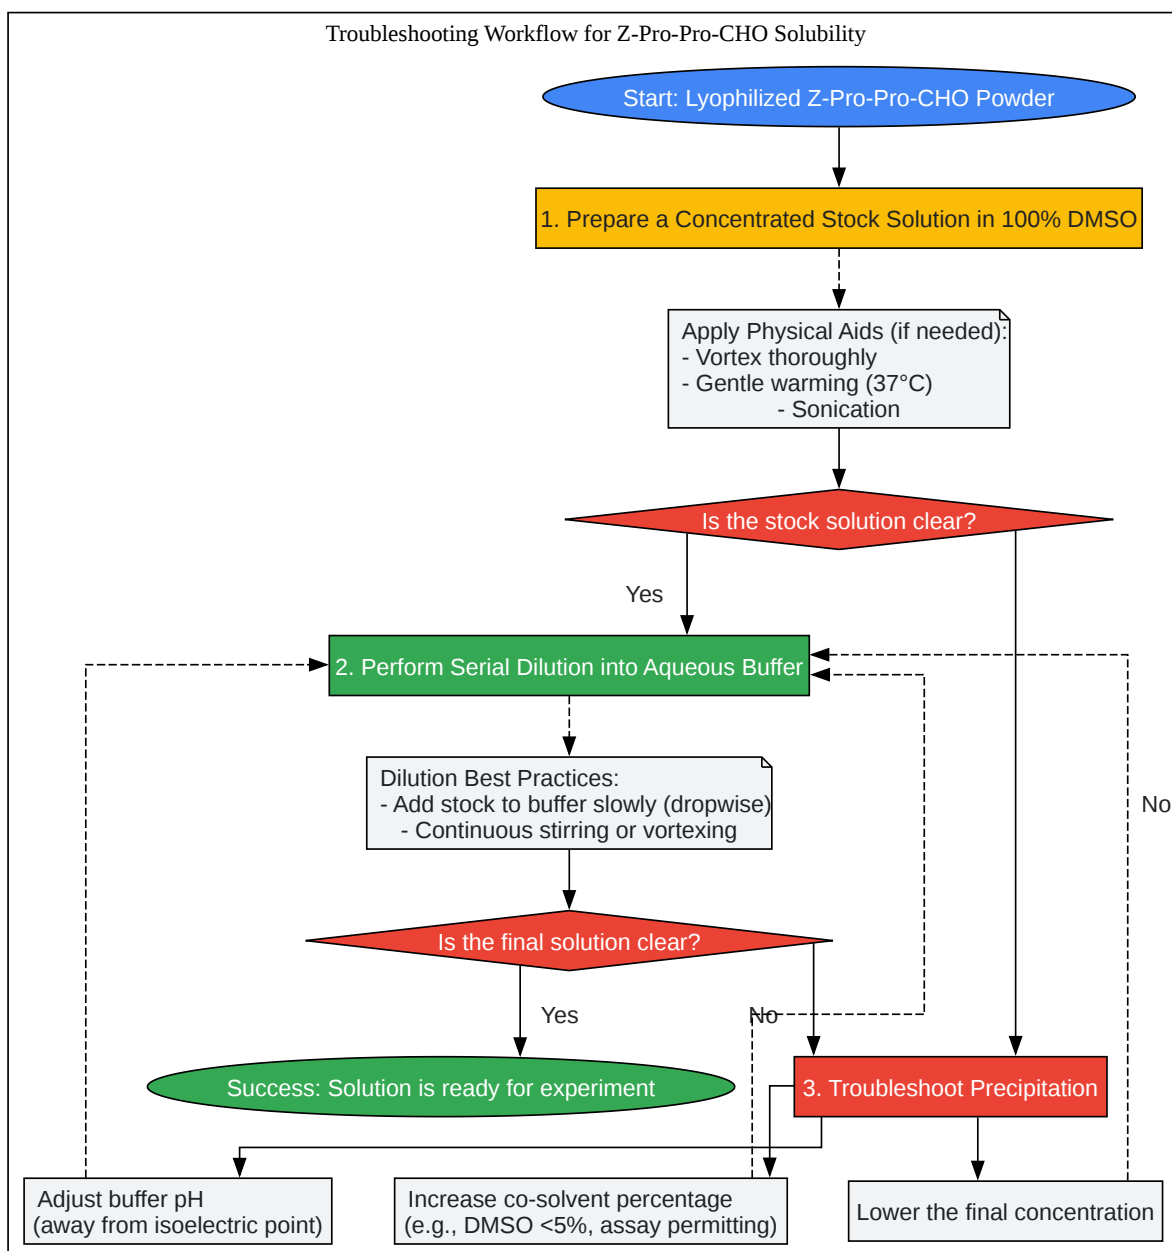 Troubleshooting Workflow for Z-Pro-Pro-CHO Solubility
Start: Lyophilized Z-Pro-Pro-CHO Powder
1. Prepare a Concentrated Stock Solution in 100% DMSO
Apply Physical Aids (if needed):
- Vortex thoroughly
- Gentle warming (37°C)
- Sonication
Is the stock solution clear?
Yes
2. Perform Serial Dilution into Aqueous Buffer
Dilution Best Practices:
- Add stock to buffer slowly (dropwise)
- Continuous stirring or vortexing
No
Is the final solution clear?
Yes
No
Success: Solution is ready for experiment
3. Troubleshoot Precipitation
Adjust buffer pH
(away from isoelectric point)
Increase co-solvent percentage
(e.g., DMSO <5%, assay permitting)
Lower the final concentration